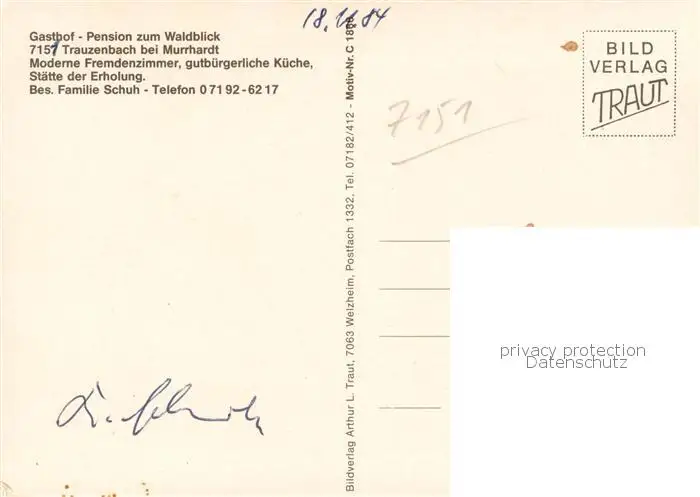 18.11.84
Gasthof - Pension zum Waldblick
7151 Trauzenbach bei Murrhardt
Moderne Fremdenzimmer, gutbürgerliche Küche,
Stätte der Erholung.
Bes. Familie Schuh - Telefon 07192-6217
Bildverlag Arthur L. Traut, 7063 Welzheim, Postfach 1332, Tel. 07182/412 - Motiv-Nr. C
7151
BILD
VERLAG
TRAUT
privacy protection
Datenschutz